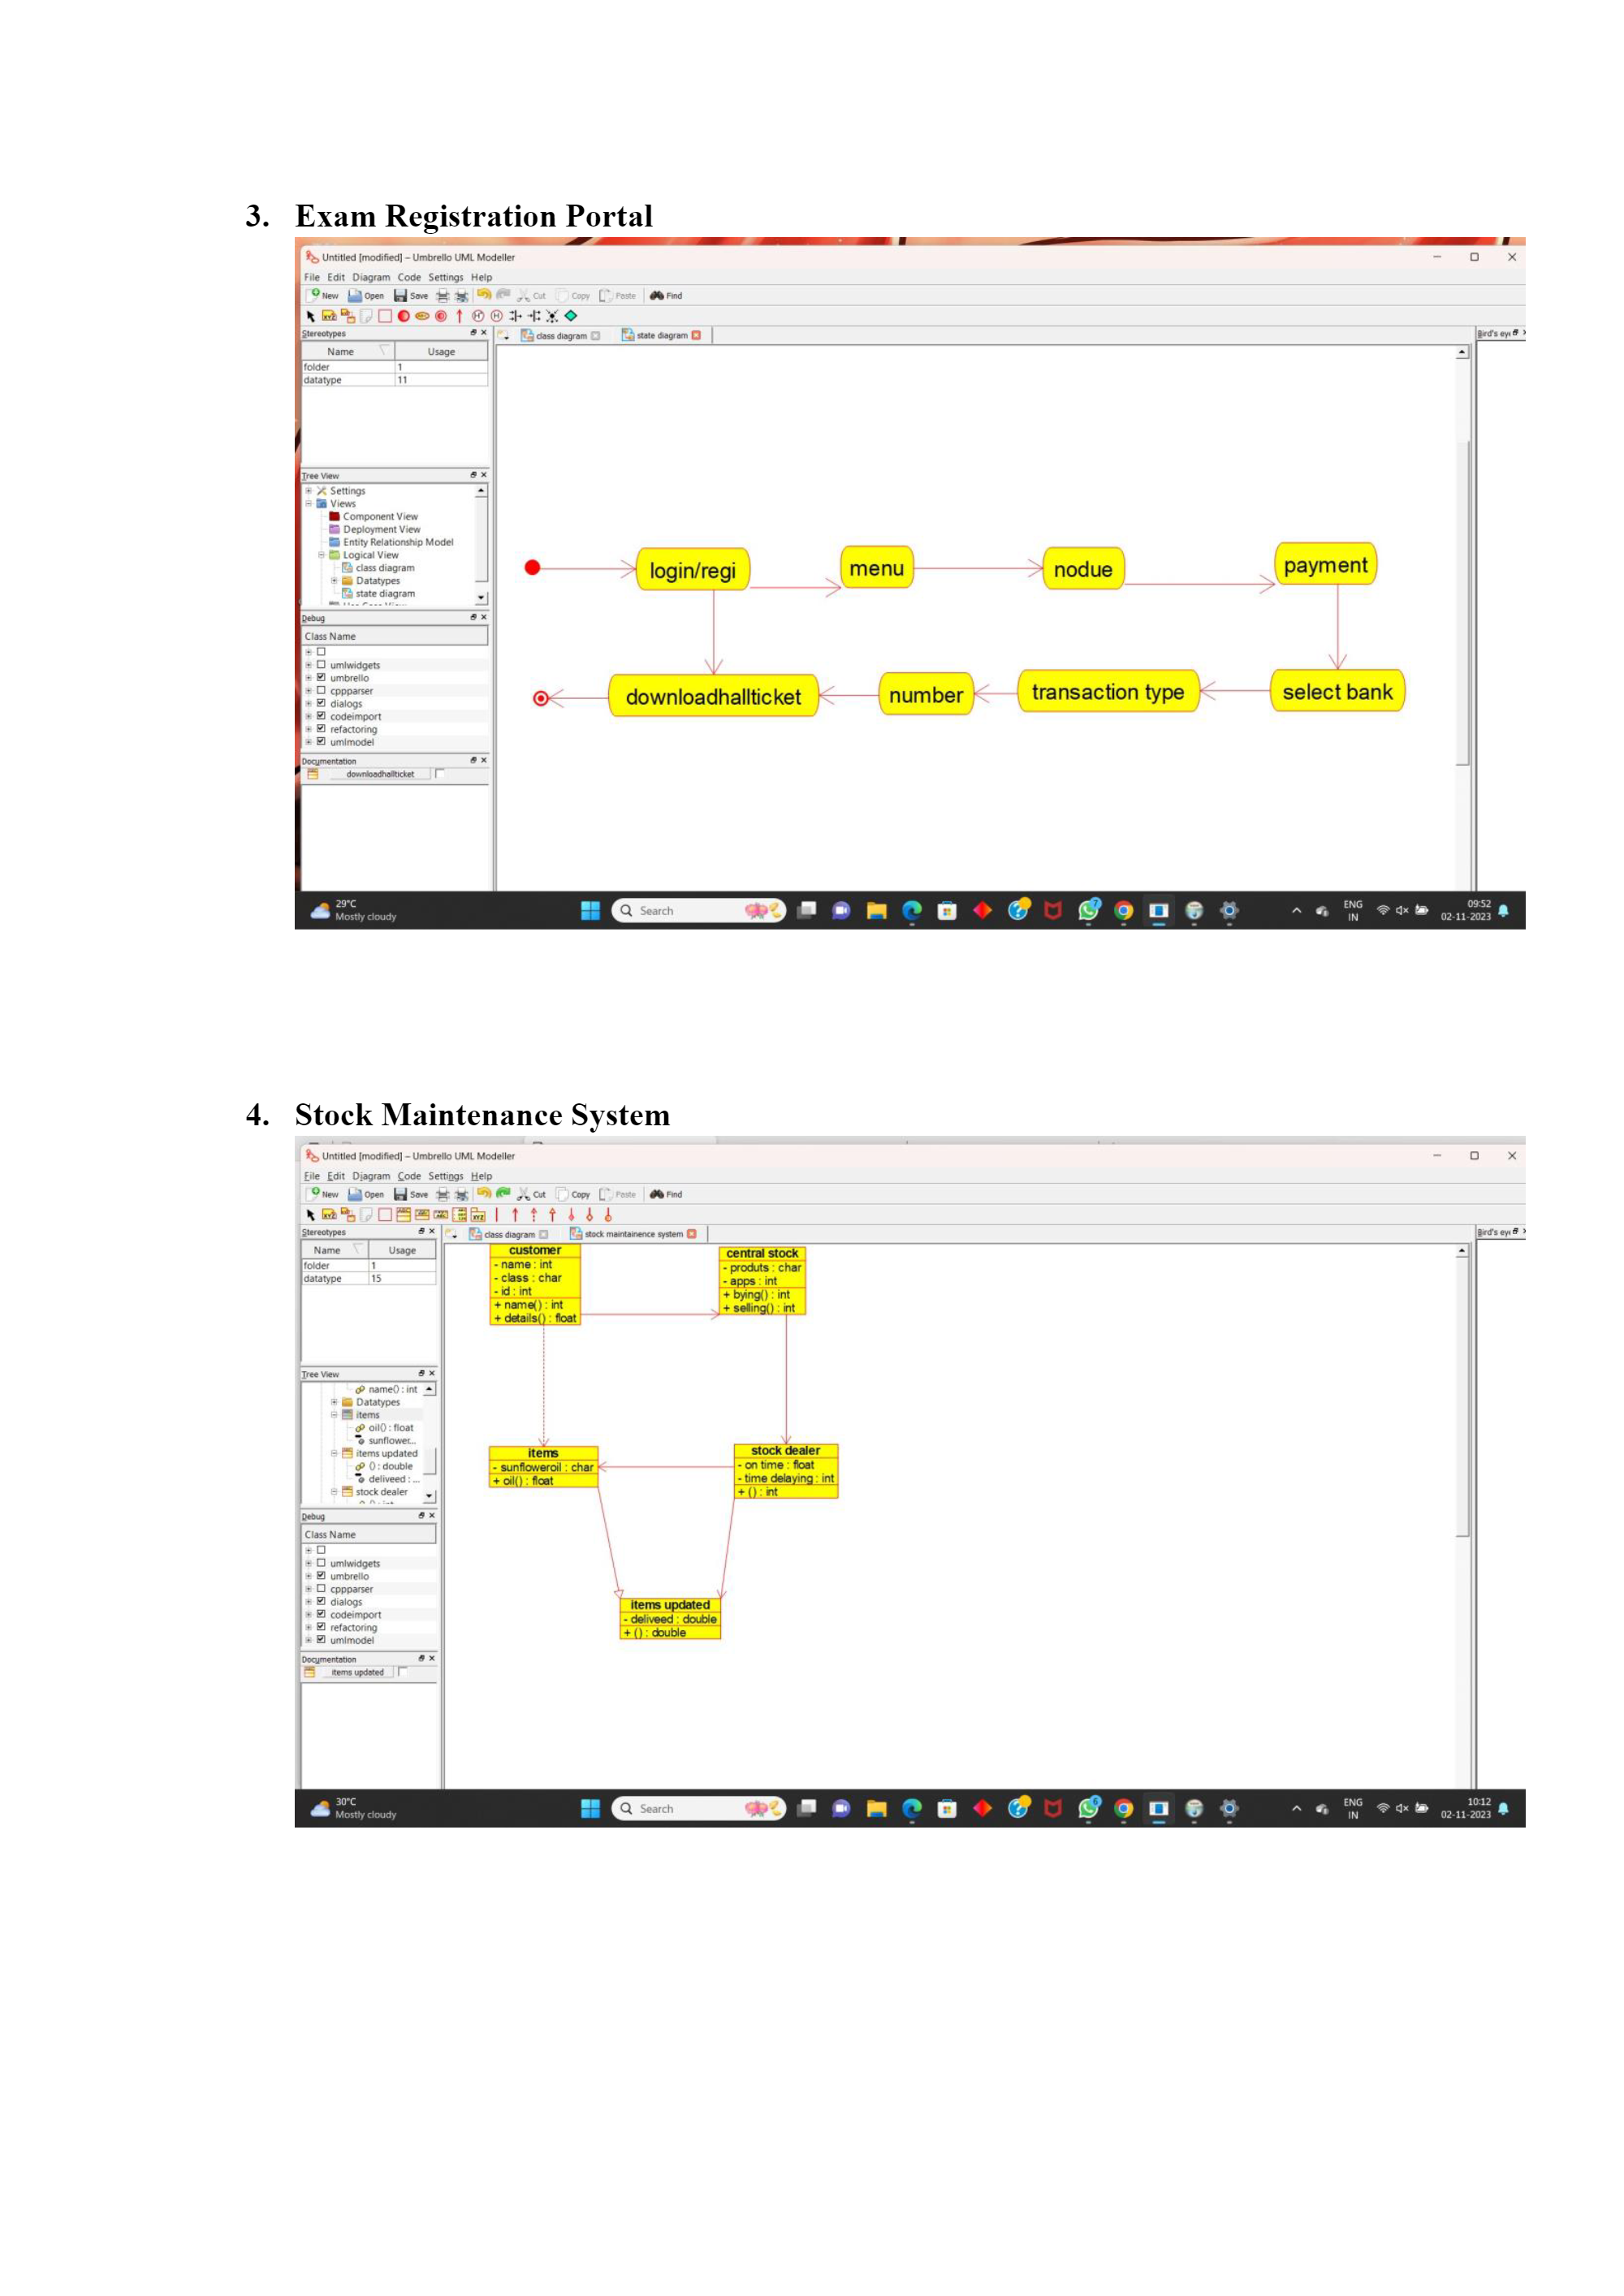 3. Exam Registration Portal
Untitled [modified] – Umbrello UML Modeller
File Edit Diagram Code Settings Help
New Open Save Cut Copy Paste Find
Stereotypes
class diagram state diagram
Bird's ey
Name Usage
folder 1
datatype 11
Tree View
Settings
Views
Component View
Deployment View
Entity Relationship Model
Logical View
class diagram
Datatypes
state diagram
Debug
Class Name
umlwidgets
umbrello
cppparser
dialogs
codeimport
refactoring
umlmodel
Documentation
downloadhallticket
login/regi
menu
nodue
payment
downloadhallticket
number
transaction type
select bank
29°C
Mostly cloudy
Search
7
ENG
IN
09:52
02-11-2023
4. Stock Maintenance System
Untitled [modified] – Umbrello UML Modeller
File Edit Diagram Code Settings Help
New Open Save Cut Copy Paste Find
Stereotypes
class diagram stock maintainence system
Bird's ey
Name Usage
folder 1
datatype 15
Tree View
name() : int
Datatypes
items
oil() : float
sunflower...
items updated
() : double
deliveed : ...
stock dealer
Debug
Class Name
umlwidgets
umbrello
cppparser
dialogs
codeimport
refactoring
umlmodel
Documentation
items updated
customer
- name : int
- class : char
- id : int
+ name() : int
+ details() : float
central stock
- produts : char
- apps : int
+ bying() : int
+ selling() : int
items
- sunfloweroil : char
+ oil() : float
stock dealer
- on time : float
- time delaying : int
+ () : int
items updated
- deliveed : double
+ () : double
30°C
Mostly cloudy
Search
6
ENG
IN
10:12
02-11-2023